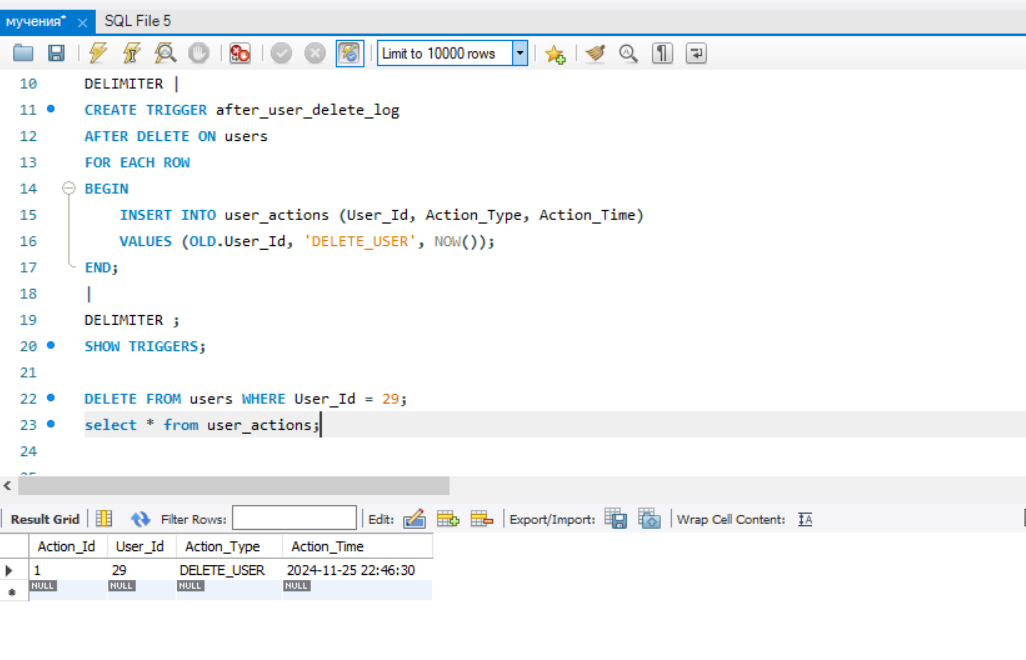 мучения* × SQL File 5
Limit to 10000 rows
10 DELIMITER |
11 CREATE TRIGGER after_user_delete_log
12 AFTER DELETE ON users
13 FOR EACH ROW
14 BEGIN
15 INSERT INTO user_actions (User_Id, Action_Type, Action_Time)
16 VALUES (OLD.User_Id, 'DELETE_USER', NOW());
17 END;
18 |
19 DELIMITER ;
20 SHOW TRIGGERS;
21
22 DELETE FROM users WHERE User_Id = 29;
23 select * from user_actions;
24
Result Grid Filter Rows: Edit: Export/Import: Wrap Cell Content:
Action_Id User_Id Action_Type Action_Time
1 29 DELETE_USER 2024-11-25 22:46:30
NULL NULL NULL NULL